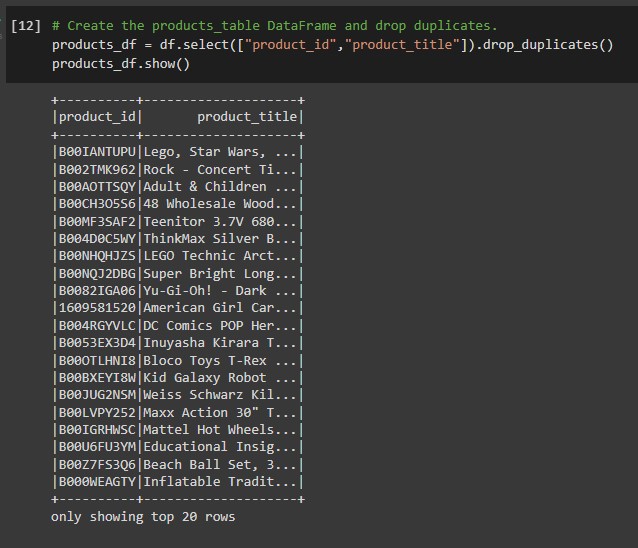 [12] # Create the products_table DataFrame and drop duplicates.
products_df = df.select(["product_id","product_title"]).drop_duplicates()
products_df.show()
+----------+--------------------+
|product_id|       product_title|
+----------+--------------------+
|B00IANTUPU|Lego, Star Wars, ...|
|B002TMK962|Rock - Concert Ti...|
|B00AOTTSQY|Adult & Children ...|
|B00CH3O5S6|48 Wholesale Wood...|
|B00MF3SAF2|Teenitor 3.7V 680...|
|B004D0C5WY|ThinkMax Silver B...|
|B00NHQHJZS|LEGO Technic Arct...|
|B00NQJ2DBG|Super Bright Long...|
|B0082IGA06|Yu-Gi-Oh! - Dark ...|
|1609581520|American Girl Car...|
|B004RGYVLC|DC Comics POP Her...|
|B0053EX3D4|Inuyasha Kirara T...|
|B00OTLHNI8|Bloco Toys T-Rex ...|
|B00BXEYI8W|Kid Galaxy Robot ...|
|B00JUG2NSM|Weiss Schwarz Kil...|
|B00LVPY252|Maxx Action 30" T...|
|B00IGRHWSC|Mattel Hot Wheels...|
|B00U6FU3YM|Educational Insig...|
|B00Z7FS3Q6|Beach Ball Set, 3...|
|B000WEAGTY|Inflatable Tradit...|
+----------+--------------------+
only showing top 20 rows